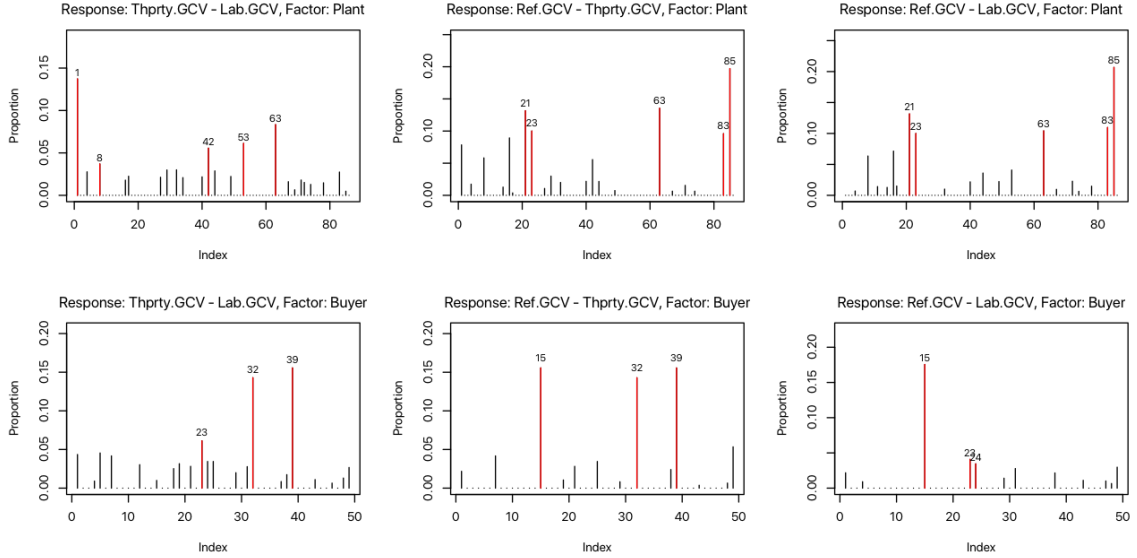 Response: Thprty.GCV - Lab.GCV, Factor: Plant
Proportion
0.00 0.05 0.10 0.15
1
8
42
53
63
0 20 40 60 80
Index
Response: Ref.GCV - Thprty.GCV, Factor: Plant
Proportion
0.00 0.10 0.20
21
23
63
83
85
0 20 40 60 80
Index
Response: Ref.GCV - Lab.GCV, Factor: Plant
Proportion
0.00 0.10 0.20
21
23
63
83
85
0 20 40 60 80
Index
Response: Thprty.GCV - Lab.GCV, Factor: Buyer
Proportion
0.00 0.05 0.10 0.15 0.20
23
32
39
0 10 20 30 40 50
Index
Response: Ref.GCV - Thprty.GCV, Factor: Buyer
Proportion
0.00 0.05 0.10 0.15 0.20
15
32
39
0 10 20 30 40 50
Index
Response: Ref.GCV - Lab.GCV, Factor: Buyer
Proportion
0.00 0.05 0.10 0.15 0.20
15
23
24
0 10 20 30 40 50
Index